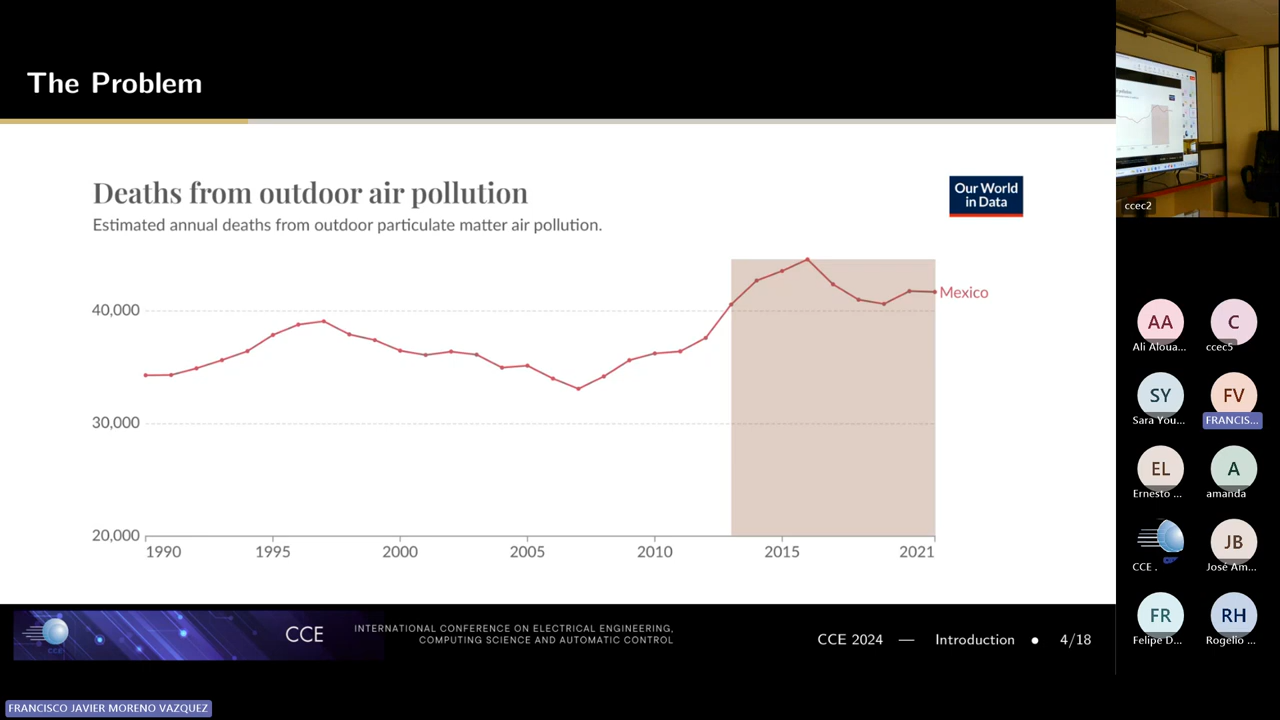 The Problem
Deaths from outdoor air pollution
Estimated annual deaths from outdoor particulate matter air pollution.
Our World
in Data
40,000
30,000
20,000
Mexico
1990
1995
2000
2005
2010
2015
2021
CCE
INTERNATIONAL CONFERENCE ON ELECTRICAL ENGINEERING,
COMPUTING SCIENCE AND AUTOMATIC CONTROL
CCE 2024 — Introduction • 4/18
FRANCISCO JAVIER MORENO VAZQUEZ
ccec2
AA
Ali Aloua...
C
ccec5
SY
Sara You...
FV
FRANCIS...
EL
Ernesto ...
A
amanda
CCE .
JB
José Am...
FR
Felipe D...
RH
Rogelio ...